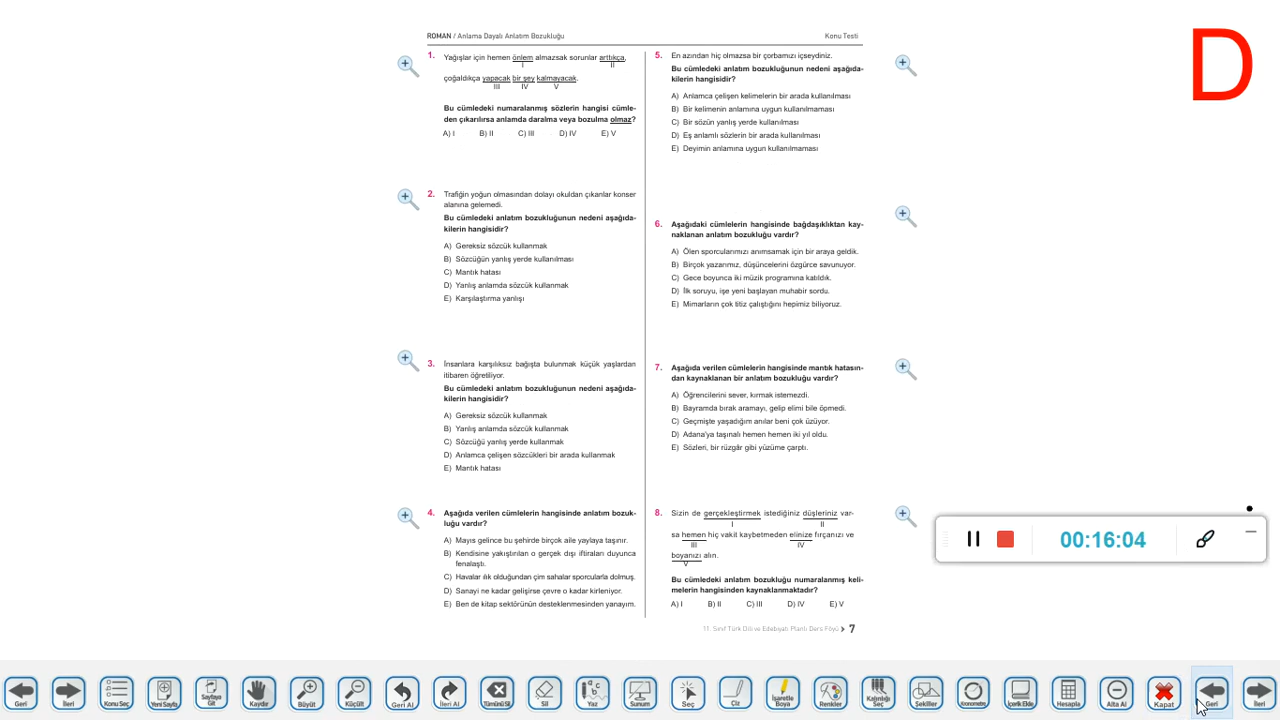 ROMAN / Anlama Dayalı Anlatım Bozukluğu
Konu Testi
D
1. Yağışlar için hemen önlem almazsak sorunlar arttıkça,
I II
çoğaldıkça yapacak bir şey kalmayacak.
III IV V
Bu cümledeki numaralanmış sözlerin hangisi cümle-
den çıkarılırsa anlamda daralma veya bozulma olmaz?
A) I B) II C) III D) IV E) V
2. Trafiğin yoğun olmasından dolayı okuldan çıkanlar konser
alanına gelemedi.
Bu cümledeki anlatım bozukluğunun nedeni aşağıda-
kilerin hangisidir?
A) Gereksiz sözcük kullanmak
B) Sözcüğün yanlış yerde kullanılması
C) Mantık hatası
D) Yanlış anlamda sözcük kullanmak
E) Karşılaştırma yanlışı
3. İnsanlara karşılıksız bağışta bulunmak küçük yaşlardan
itibaren öğretiliyor.
Bu cümledeki anlatım bozukluğunun nedeni aşağıda-
kilerin hangisidir?
A) Gereksiz sözcük kullanmak
B) Yanlış anlamda sözcük kullanmak
C) Sözcüğü yanlış yerde kullanmak
D) Anlamca çelişen sözcükleri bir arada kullanmak
E) Mantık hatası
4. Aşağıda verilen cümlelerin hangisinde anlatım bozuk-
luğu vardır?
A) Mayıs gelince bu şehirde birçok aile yaylaya taşınır.
B) Kendisine yakıştırılan o gerçek dışı iftiraları duyunca
fenalaştı.
C) Havalar ılık olduğundan çim sahalar sporcularla dolmuş.
D) Sanayi ne kadar gelişirse çevre o kadar kirleniyor.
E) Ben de kitap sektörünün desteklenmesinden yanayım.
5. En azından hiç olmazsa bir çorbamızı içseydiniz.
Bu cümledeki anlatım bozukluğunun nedeni aşağıda-
kilerin hangisidir?
A) Anlamca çelişen kelimelerin bir arada kullanılması
B) Bir kelimenin anlamına uygun kullanılmaması
C) Bir sözün yanlış yerde kullanılması
D) Eş anlamlı sözlerin bir arada kullanılması
E) Deyimin anlamına uygun kullanılmaması
6. Aşağıdaki cümlelerin hangisinde bağdaşıklıktan kay-
naklanan anlatım bozukluğu vardır?
A) Ölen sporcularımızı anımsamak için bir araya geldik.
B) Birçok yazarımız, düşüncelerini özgürce savunuyor.
C) Gece boyunca iki müzik programına katıldık.
D) İlk soruyu, işe yeni başlayan muhabir sordu.
E) Mimarların çok titiz çalıştığını hepimiz biliyoruz.
7. Aşağıda verilen cümlelerin hangisinde mantık hatasın-
dan kaynaklanan bir anlatım bozukluğu vardır?
A) Öğrencilerini sever, kırmak istemezdi.
B) Bayramda bırak aramayı, gelip elimi bile öpmedi.
C) Geçmişte yaşadığım anılar beni çok üzüyor.
D) Adana'ya taşınalı hemen hemen iki yıl oldu.
E) Sözleri, bir rüzgâr gibi yüzüme çarptı.
8. Sizin de gerçekleştirmek istediğiniz düşleriniz var-
I II
sa hemen hiç vakit kaybetmeden elinize fırçanızı ve
III IV
boyanızı alın.
V
Bu cümledeki anlatım bozukluğu numaralanmış keli-
melerin hangisinden kaynaklanmaktadır?
A) I B) II C) III D) IV E) V
11. Sınıf Türk Dili ve Edebiyatı Planlı Ders Föyü 7
00:16:04
Geri İleri Konu Seç Yeni Sayfa Sayfaya Git Kaydır Büyüt Küçült Geri Al İleri Al Tümünü Sil Sil Yaz Sunum Seç Çiz İşaretle Boya Renkler Kalınlığı Seç Şekiller Kronometre İçerik Ekle Hesapla Alta Al Kapat Geri İleri